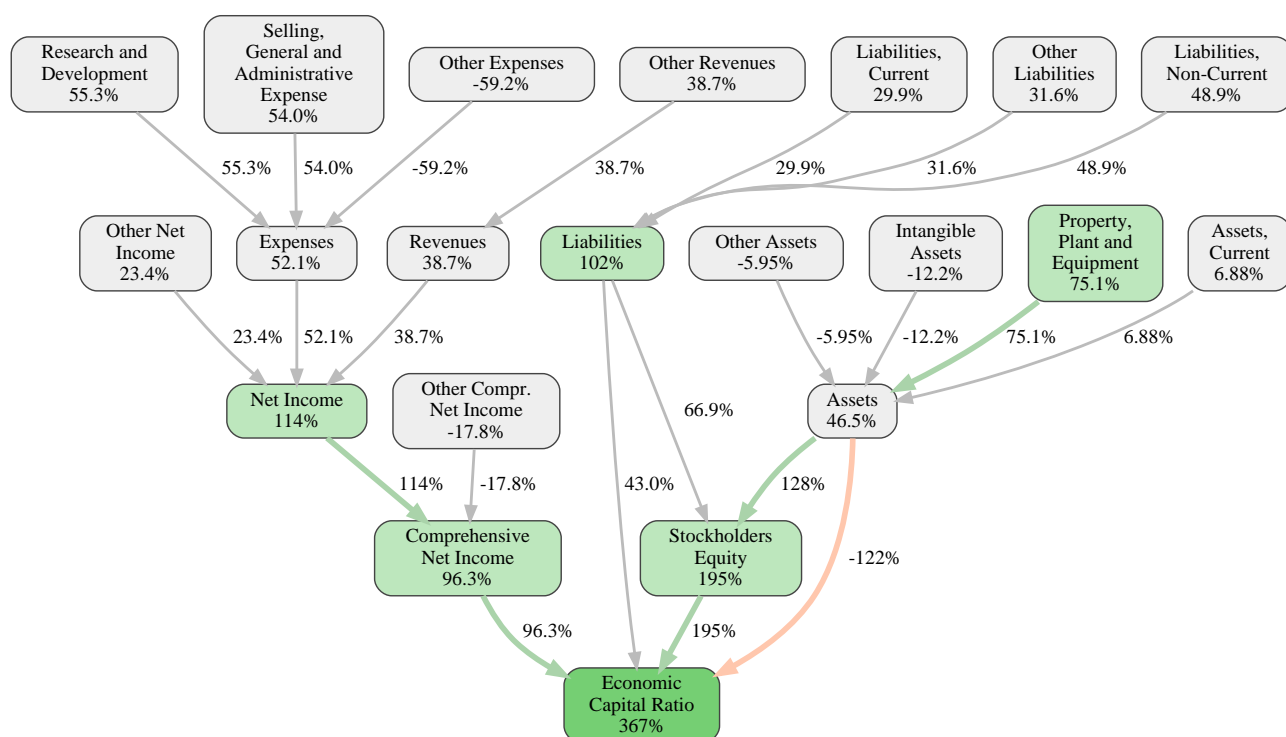 Research and
Development
55.3%
Selling,
General and
Administrative
Expense
54.0%
Other Expenses
-59.2%
Other Revenues
38.7%
Liabilities,
Current
29.9%
Other
Liabilities
31.6%
Liabilities,
Non-Current
48.9%
55.3%
54.0%
-59.2%
38.7%
29.9%
31.6%
48.9%
Other Net
Income
23.4%
Expenses
52.1%
Revenues
38.7%
Liabilities
102%
Other Assets
-5.95%
Intangible
Assets
-12.2%
Property,
Plant and
Equipment
75.1%
Assets,
Current
6.88%
23.4%
52.1%
38.7%
-5.95%
-12.2%
75.1%
6.88%
Net Income
114%
Other Compr.
Net Income
-17.8%
66.9%
Assets
46.5%
114%
-17.8%
43.0%
128%
-122%
Comprehensive
Net Income
96.3%
Stockholders
Equity
195%
96.3%
195%
Economic
Capital Ratio
367%